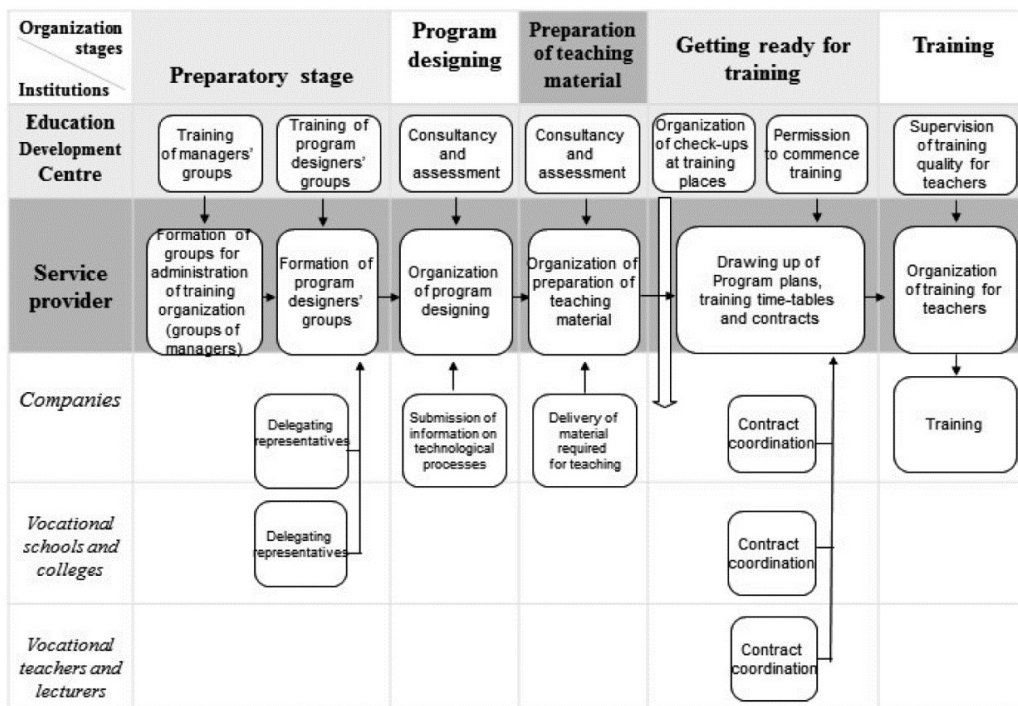 Organization
stages
Institutions
Preparatory stage
Program
designing
Preparation
of teaching
material
Getting ready for
training
Training
Education
Development
Centre
Training
of managers'
groups
Training of
program
designers'
groups
Consultancy
and
assessment
Consultancy
and
assessment
Organization
of check-ups
at training
places
Permission
to commence
training
Supervision
of training
quality for
teachers
Service
provider
Formation of
groups for
administration
of training
organization
(groups of
managers)
Formation of
program
designers'
groups
Organization
of program
designing
Organization of
preparation of
teaching
material
Drawing up of
Program plans,
training time-tables
and contracts
Organization
of training for
teachers
Companies
Delegating
representatives
Submission of
information on
technological
processes
Delivery of
material
required
for teaching
Contract
coordination
Training
Vocational
schools and
colleges
Delegating
representatives
Contract
coordination
Vocational
teachers and
lecturers
Contract
coordination